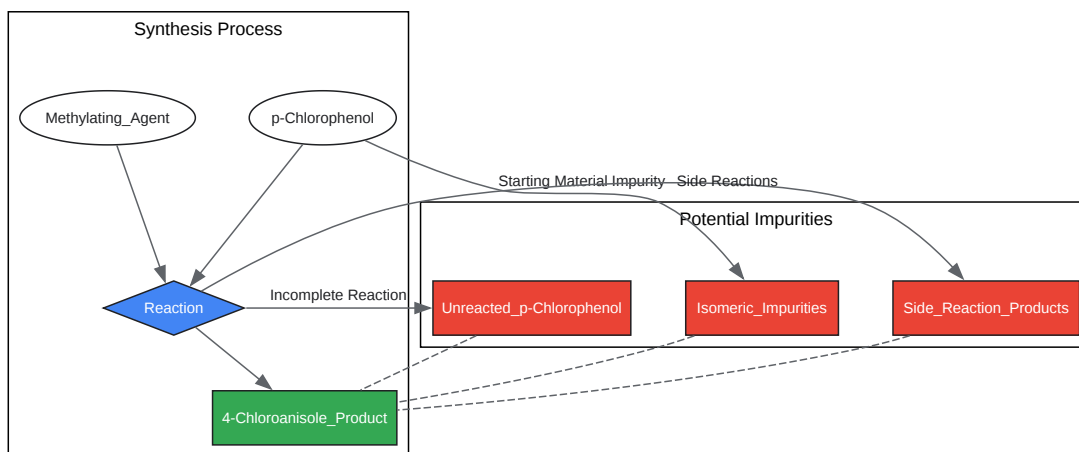 Synthesis Process
Methylating_Agent
p-Chlorophenol
Starting Material Impurity
Side Reactions
Potential Impurities
Reaction
Incomplete Reaction
Unreacted_p-Chlorophenol
Isomeric_Impurities
Side_Reaction_Products
4-Chloroanisole_Product